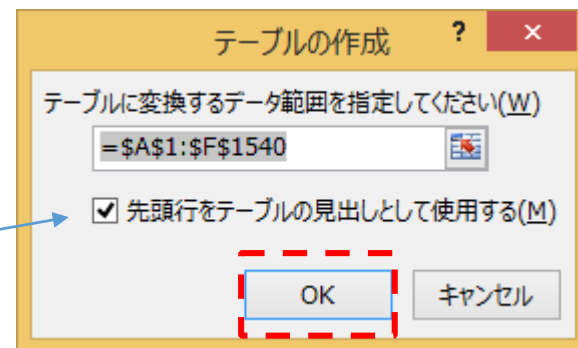 テーブルの作成 ? ×
テーブルに変換するデータ範囲を指定してください(W)
=$A$1:$F$1540
先頭行をテーブルの見出しとして使用する(M)
OK キャンセル